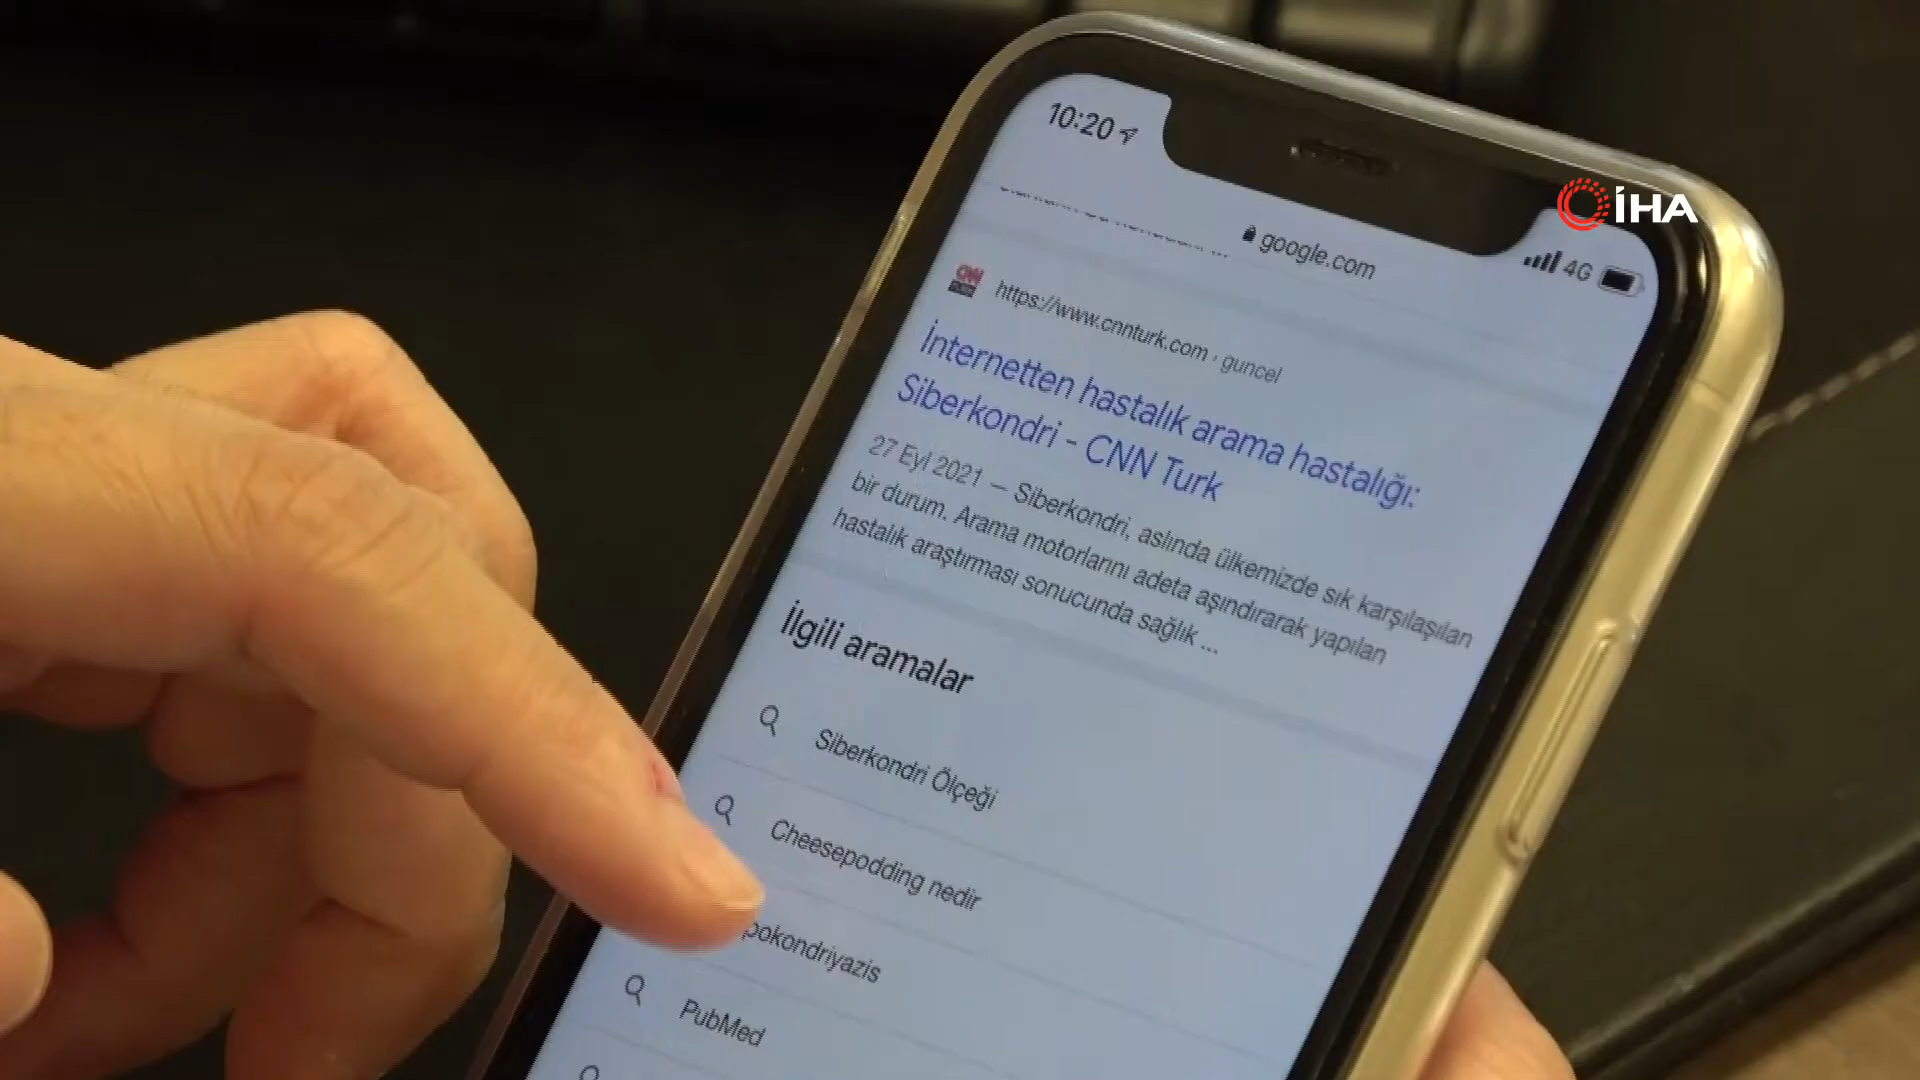 10:20
İHA
google.com
4G
CNN
TÜRK
https://www.cnnturk.com › guncel
İnternetten hastalık arama hastalığı:
Siberkondri - CNN Turk
27 Eyl 2021 — Siberkondri, aslında ülkemizde sık karşılaşılan
bir durum. Arama motorlarını adeta aşındırarak yapılan
hastalık araştırması sonucunda sağlık ...
İlgili aramalar
Siberkondri Ölçeği
Cheesepodding nedir
pokondriyazis
PubMed